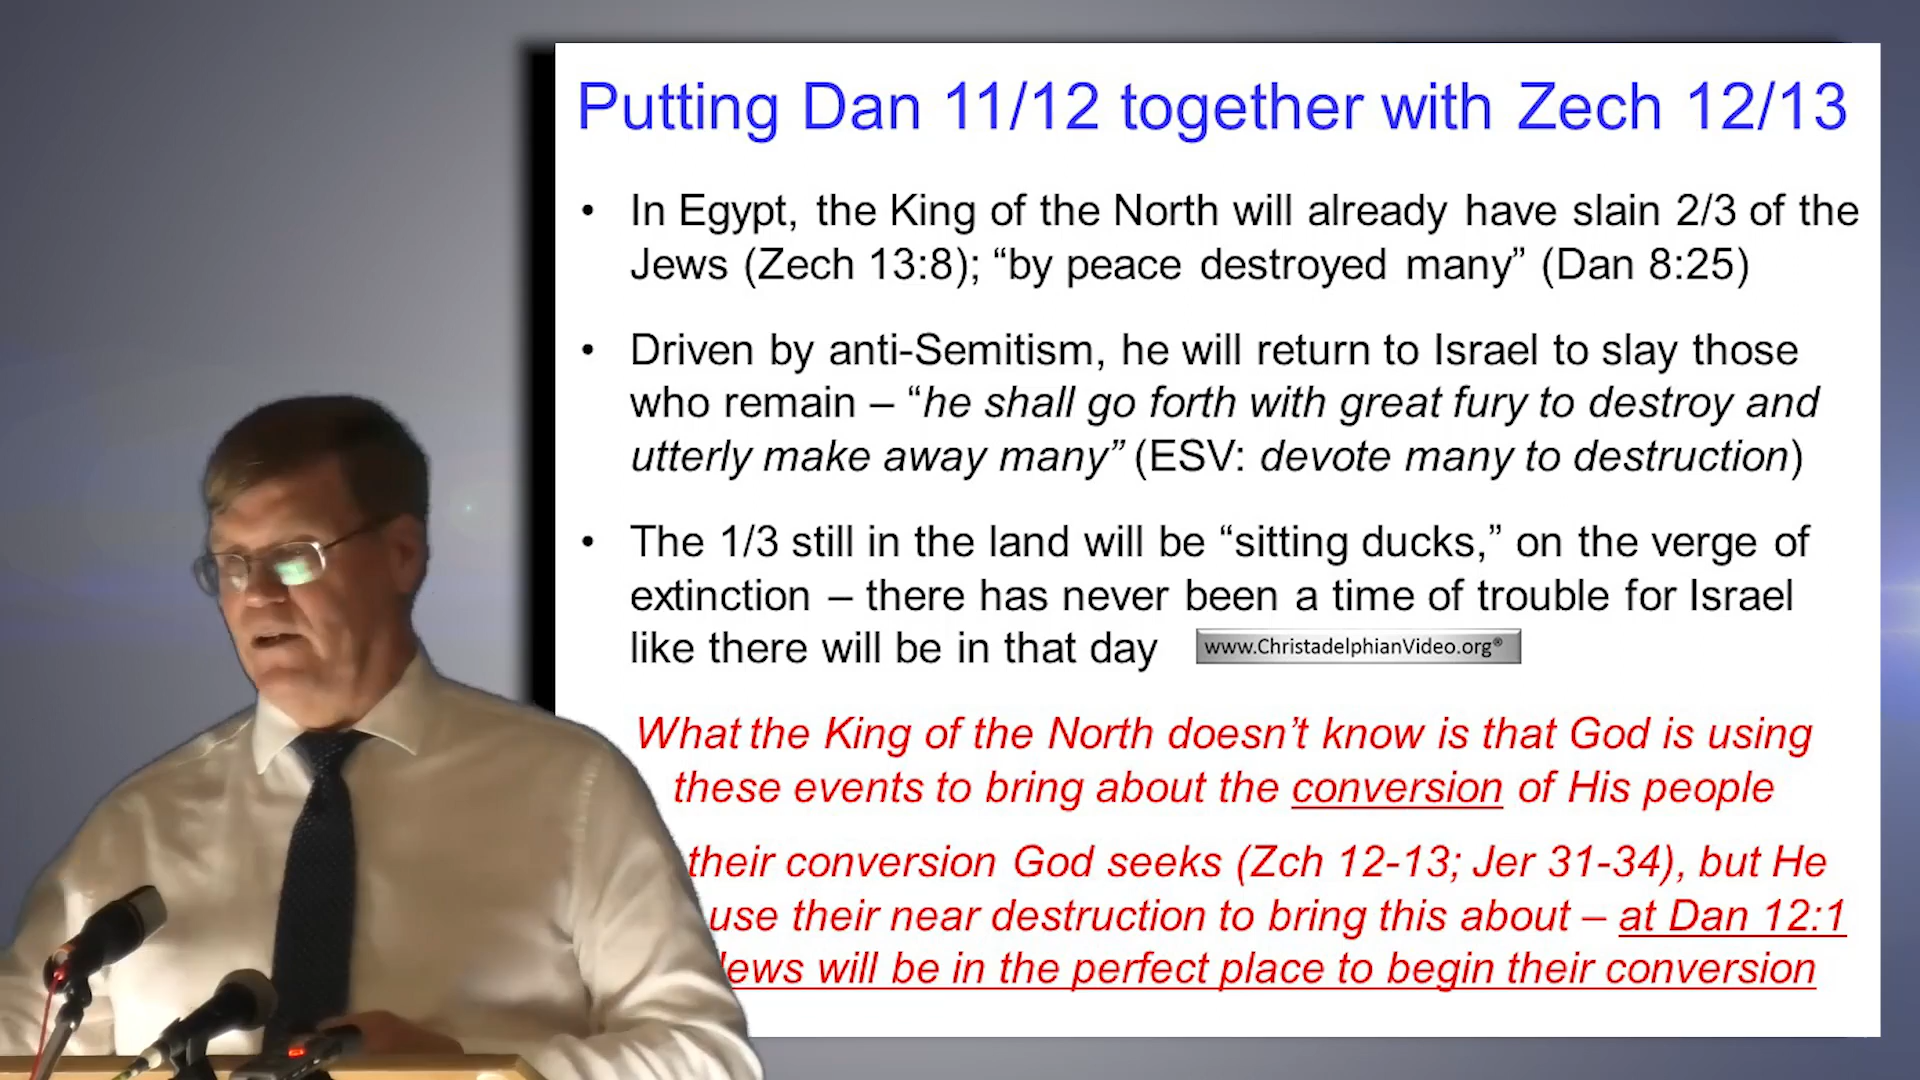 Putting Dan 11/12 together with Zech 12/13
• In Egypt, the King of the North will already have slain 2/3 of the
Jews (Zech 13:8); “by peace destroyed many” (Dan 8:25)
• Driven by anti-Semitism, he will return to Israel to slay those
who remain – “he shall go forth with great fury to destroy and
utterly make away many” (ESV: devote many to destruction)
• The 1/3 still in the land will be “sitting ducks,” on the verge of
extinction – there has never been a time of trouble for Israel
like there will be in that day
www.ChristadelphianVideo.org®
What the King of the North doesn’t know is that God is using
these events to bring about the conversion of His people
their conversion God seeks (Zch 12-13; Jer 31-34), but He
use their near destruction to bring this about – at Dan 12:1
Jews will be in the perfect place to begin their conversion